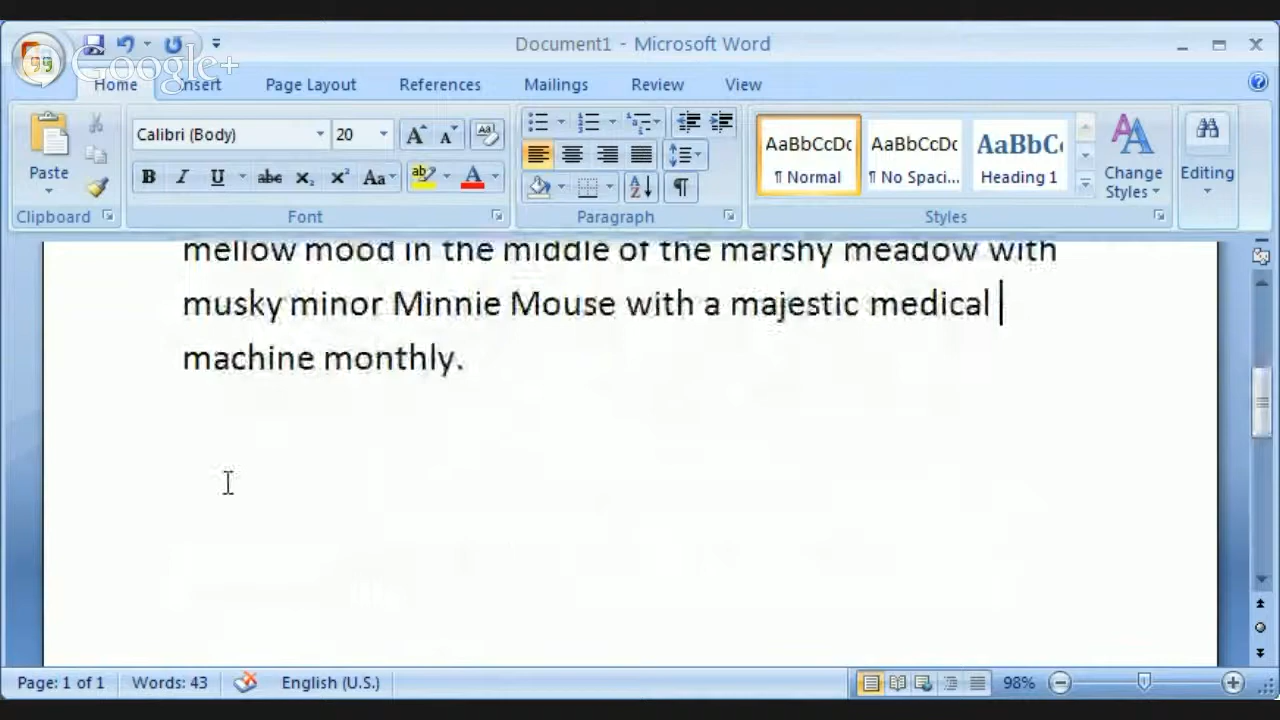 Document1 - Microsoft Word
Google+
Home Insert Page Layout References Mailings Review View
Paste
Clipboard
Calibri (Body) 20
Font
Paragraph
AaBbCcDc AaBbCcDc AaBbC
¶ Normal ¶ No Spaci... Heading 1
Change Styles
Styles
Editing
mellow mood in the middle of the marshy meadow with
musky minor Minnie Mouse with a majestic medical
machine monthly.
Page: 1 of 1 Words: 43 English (U.S.) 98%